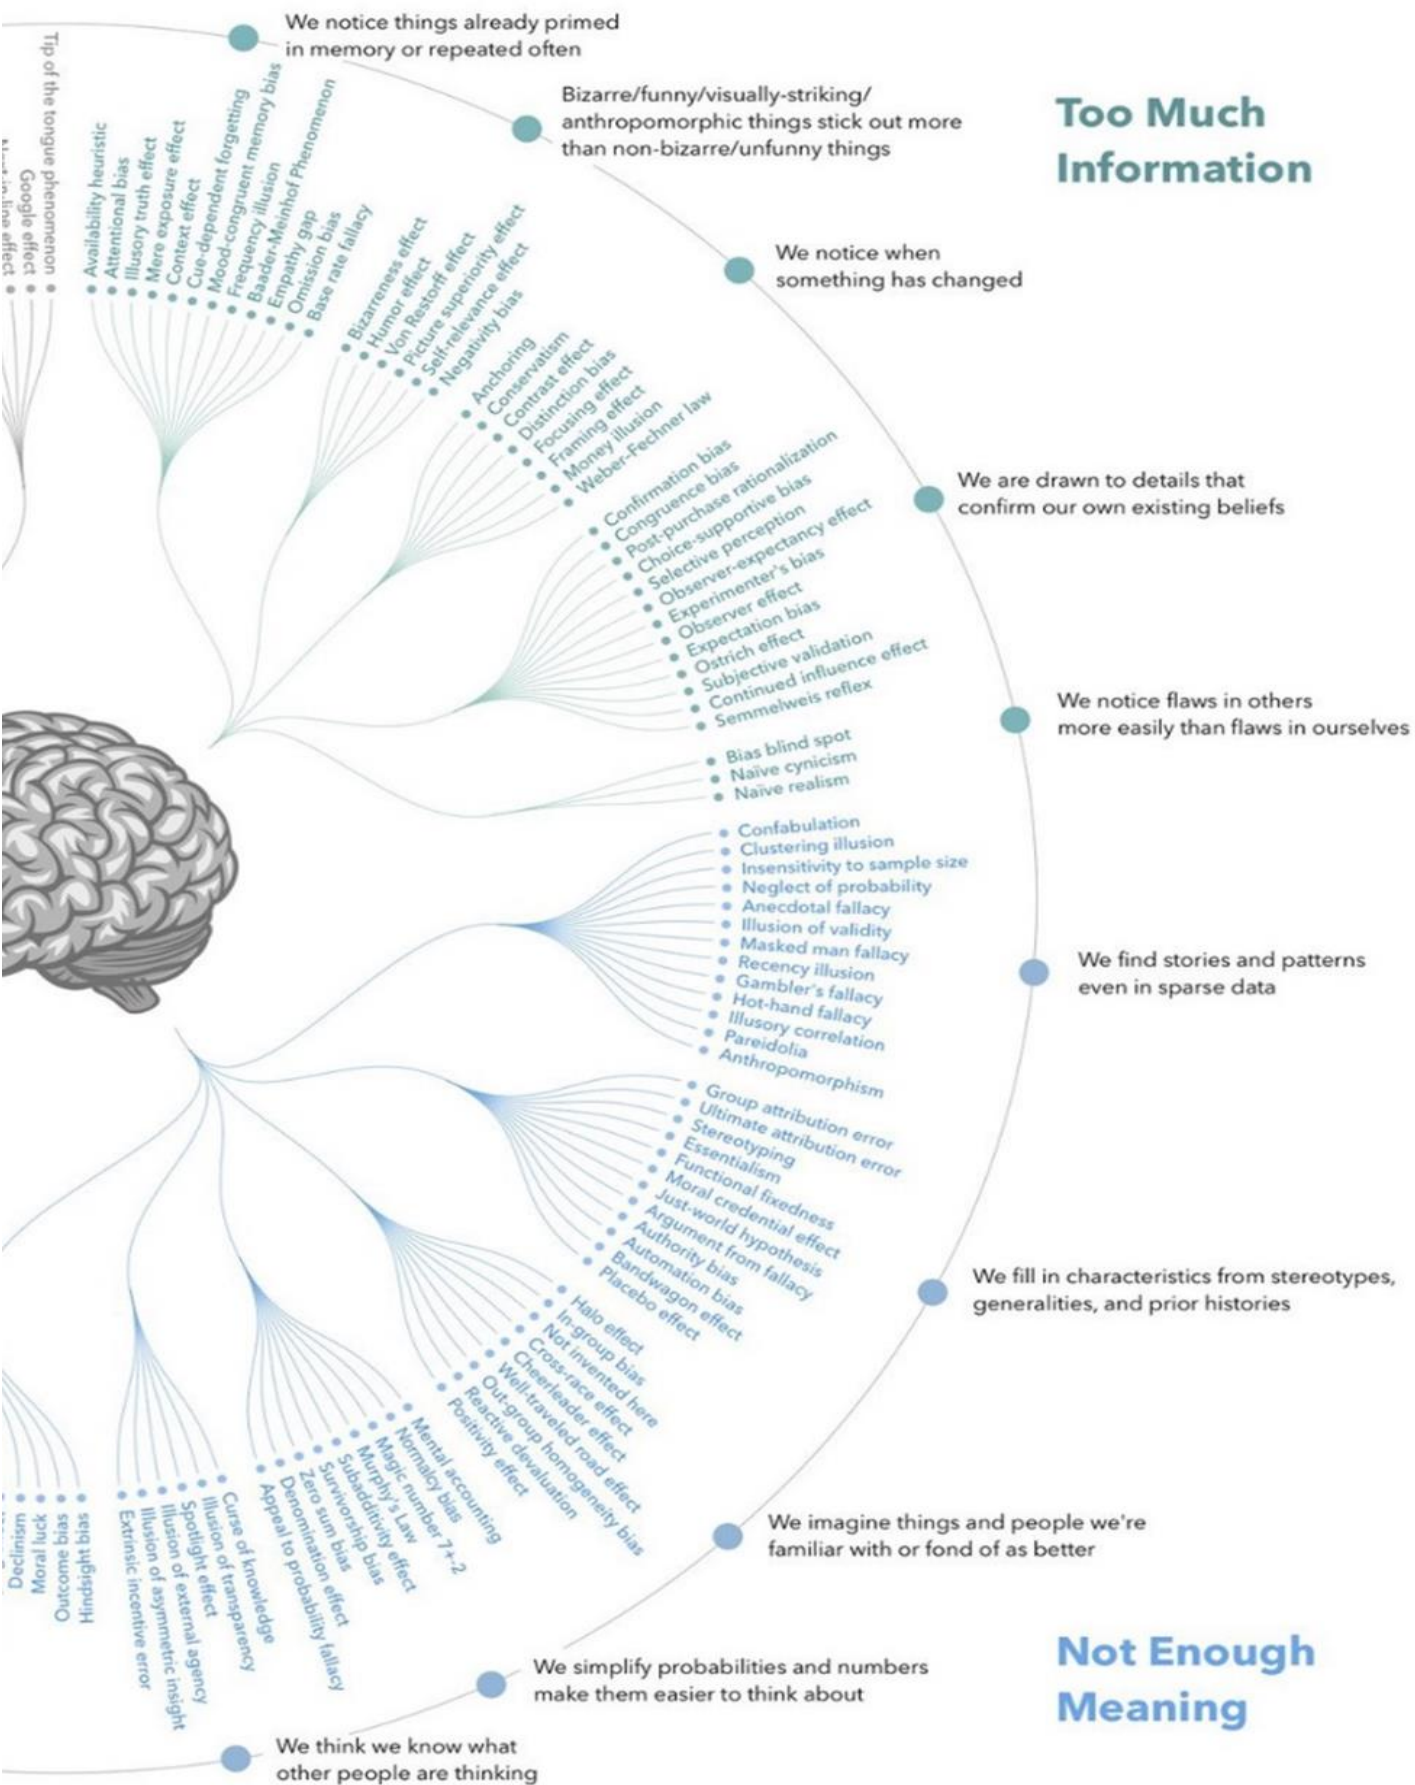 We notice things already primed
in memory or repeated often
Bizarre/funny/visually-striking/
anthropomorphic things stick out more
than non-bizarre/unfunny things
Too Much
Information
We notice when
something has changed
We are drawn to details that
confirm our own existing beliefs
We notice flaws in others
more easily than flaws in ourselves
We find stories and patterns
even in sparse data
We fill in characteristics from stereotypes,
generalities, and prior histories
We imagine things and people we're
familiar with or fond of as better
We simplify probabilities and numbers
make them easier to think about
Not Enough
Meaning
We think we know what
other people are thinking
effect
Google effect
Tip of the tongue phenomenon
Availability heuristic
Attentional bias
Illusory truth effect
Mere exposure effect
Context effect
Cue-dependent forgetting
Mood-congruent memory bias
Frequency illusion
Baader-Meinhof Phenomenon
Empathy gap
Omission bias
Base rate fallacy
Bizarreness effect
Humor effect
Von Restorff effect
Picture superiority effect
Self-relevance effect
Negativity bias
Anchoring
Conservatism
Contrast effect
Distinction bias
Focusing effect
Framing effect
Money illusion
Weber-Fechner law
Confirmation bias
Congruence bias
Post-purchase rationalization
Choice-supportive bias
Selective perception
Observer-expectancy effect
Experimenter's bias
Observer effect
Expectation bias
Ostrich effect
Subjective validation
Continued influence effect
Semmelweis reflex
Bias blind spot
Naïve cynicism
Naïve realism
Confabulation
Clustering illusion
Insensitivity to sample size
Neglect of probability
Anecdotal fallacy
Illusion of validity
Masked man fallacy
Recency illusion
Gambler's fallacy
Hot-hand fallacy
Illusory correlation
Pareidolia
Anthropomorphism
Group attribution error
Ultimate attribution error
Stereotyping
Essentialism
Functional fixedness
Moral credential effect
Just-world hypothesis
Argument from fallacy
Authority bias
Automation bias
Bandwagon effect
Placebo effect
Halo effect
In-group bias
Not invented here
Cross-race effect
Cheerleader effect
Well-traveled road effect
Out-group homogeneity bias
Reactive devaluation
Positivity effect
Mental accounting
Normalcy bias
Magic number 7+-2
Murphy's Law
Subadditivity effect
Survivorship bias
Zero sum bias
Denomination effect
Appeal to probability fallacy
Curse of knowledge
Illusion of transparency
Spotlight effect
Illusion of external agency
Illusion of asymmetric insight
Extrinsic incentive error
Hindsight bias
Outcome bias
Moral luck
Declinism